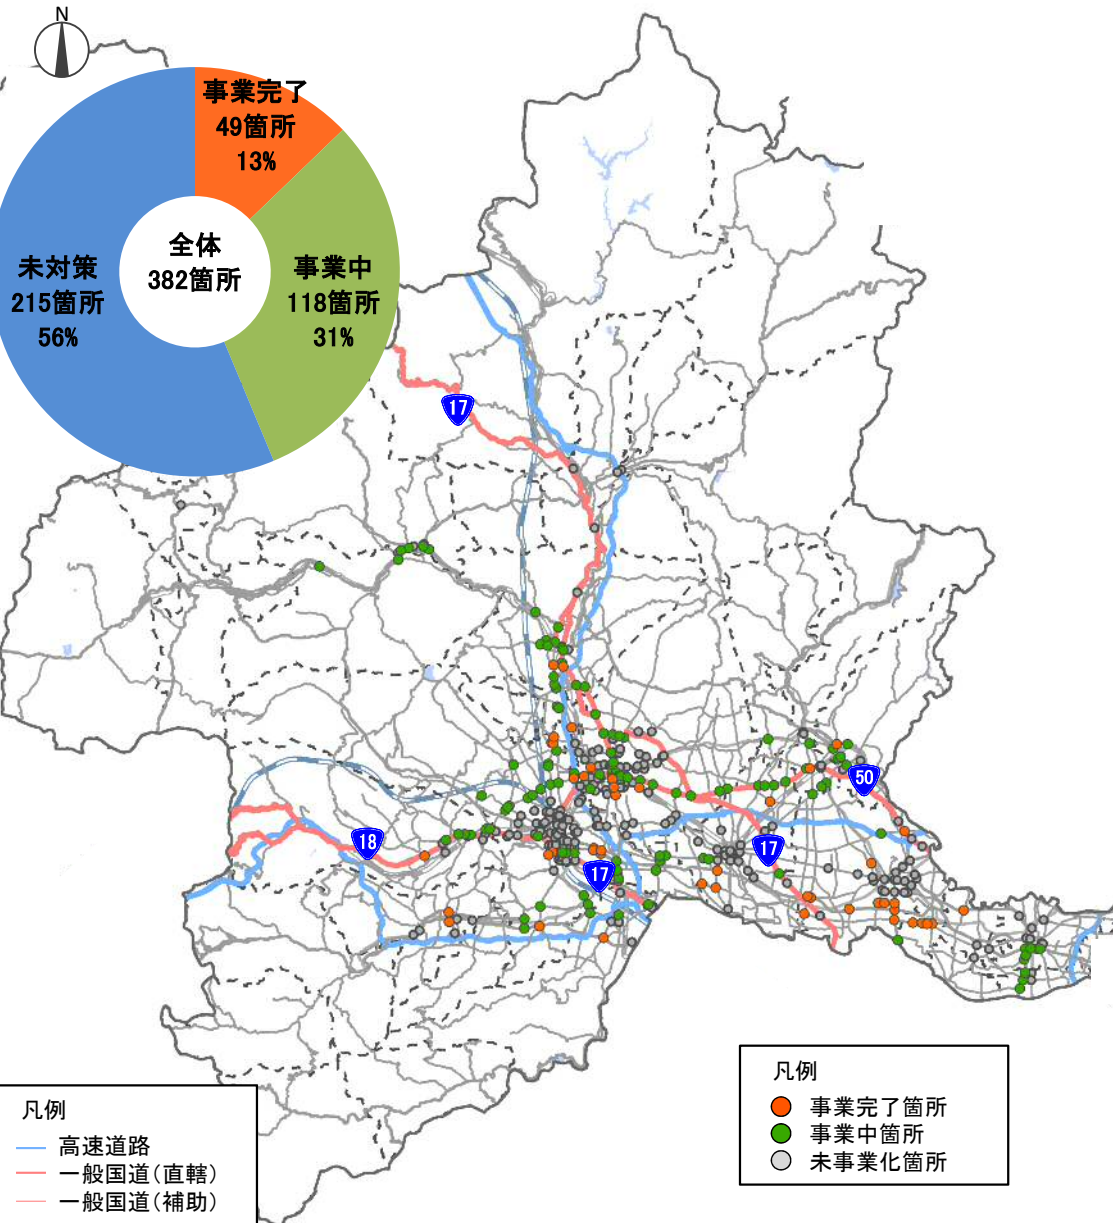 N
事業完了
49箇所
13%
全体
382箇所
未対策
215箇所
56%
事業中
118箇所
31%
17
50
18
17
17
凡例
高速道路
一般国道(直轄)
一般国道(補助)
凡例
事業完了箇所
事業中箇所
未事業化箇所